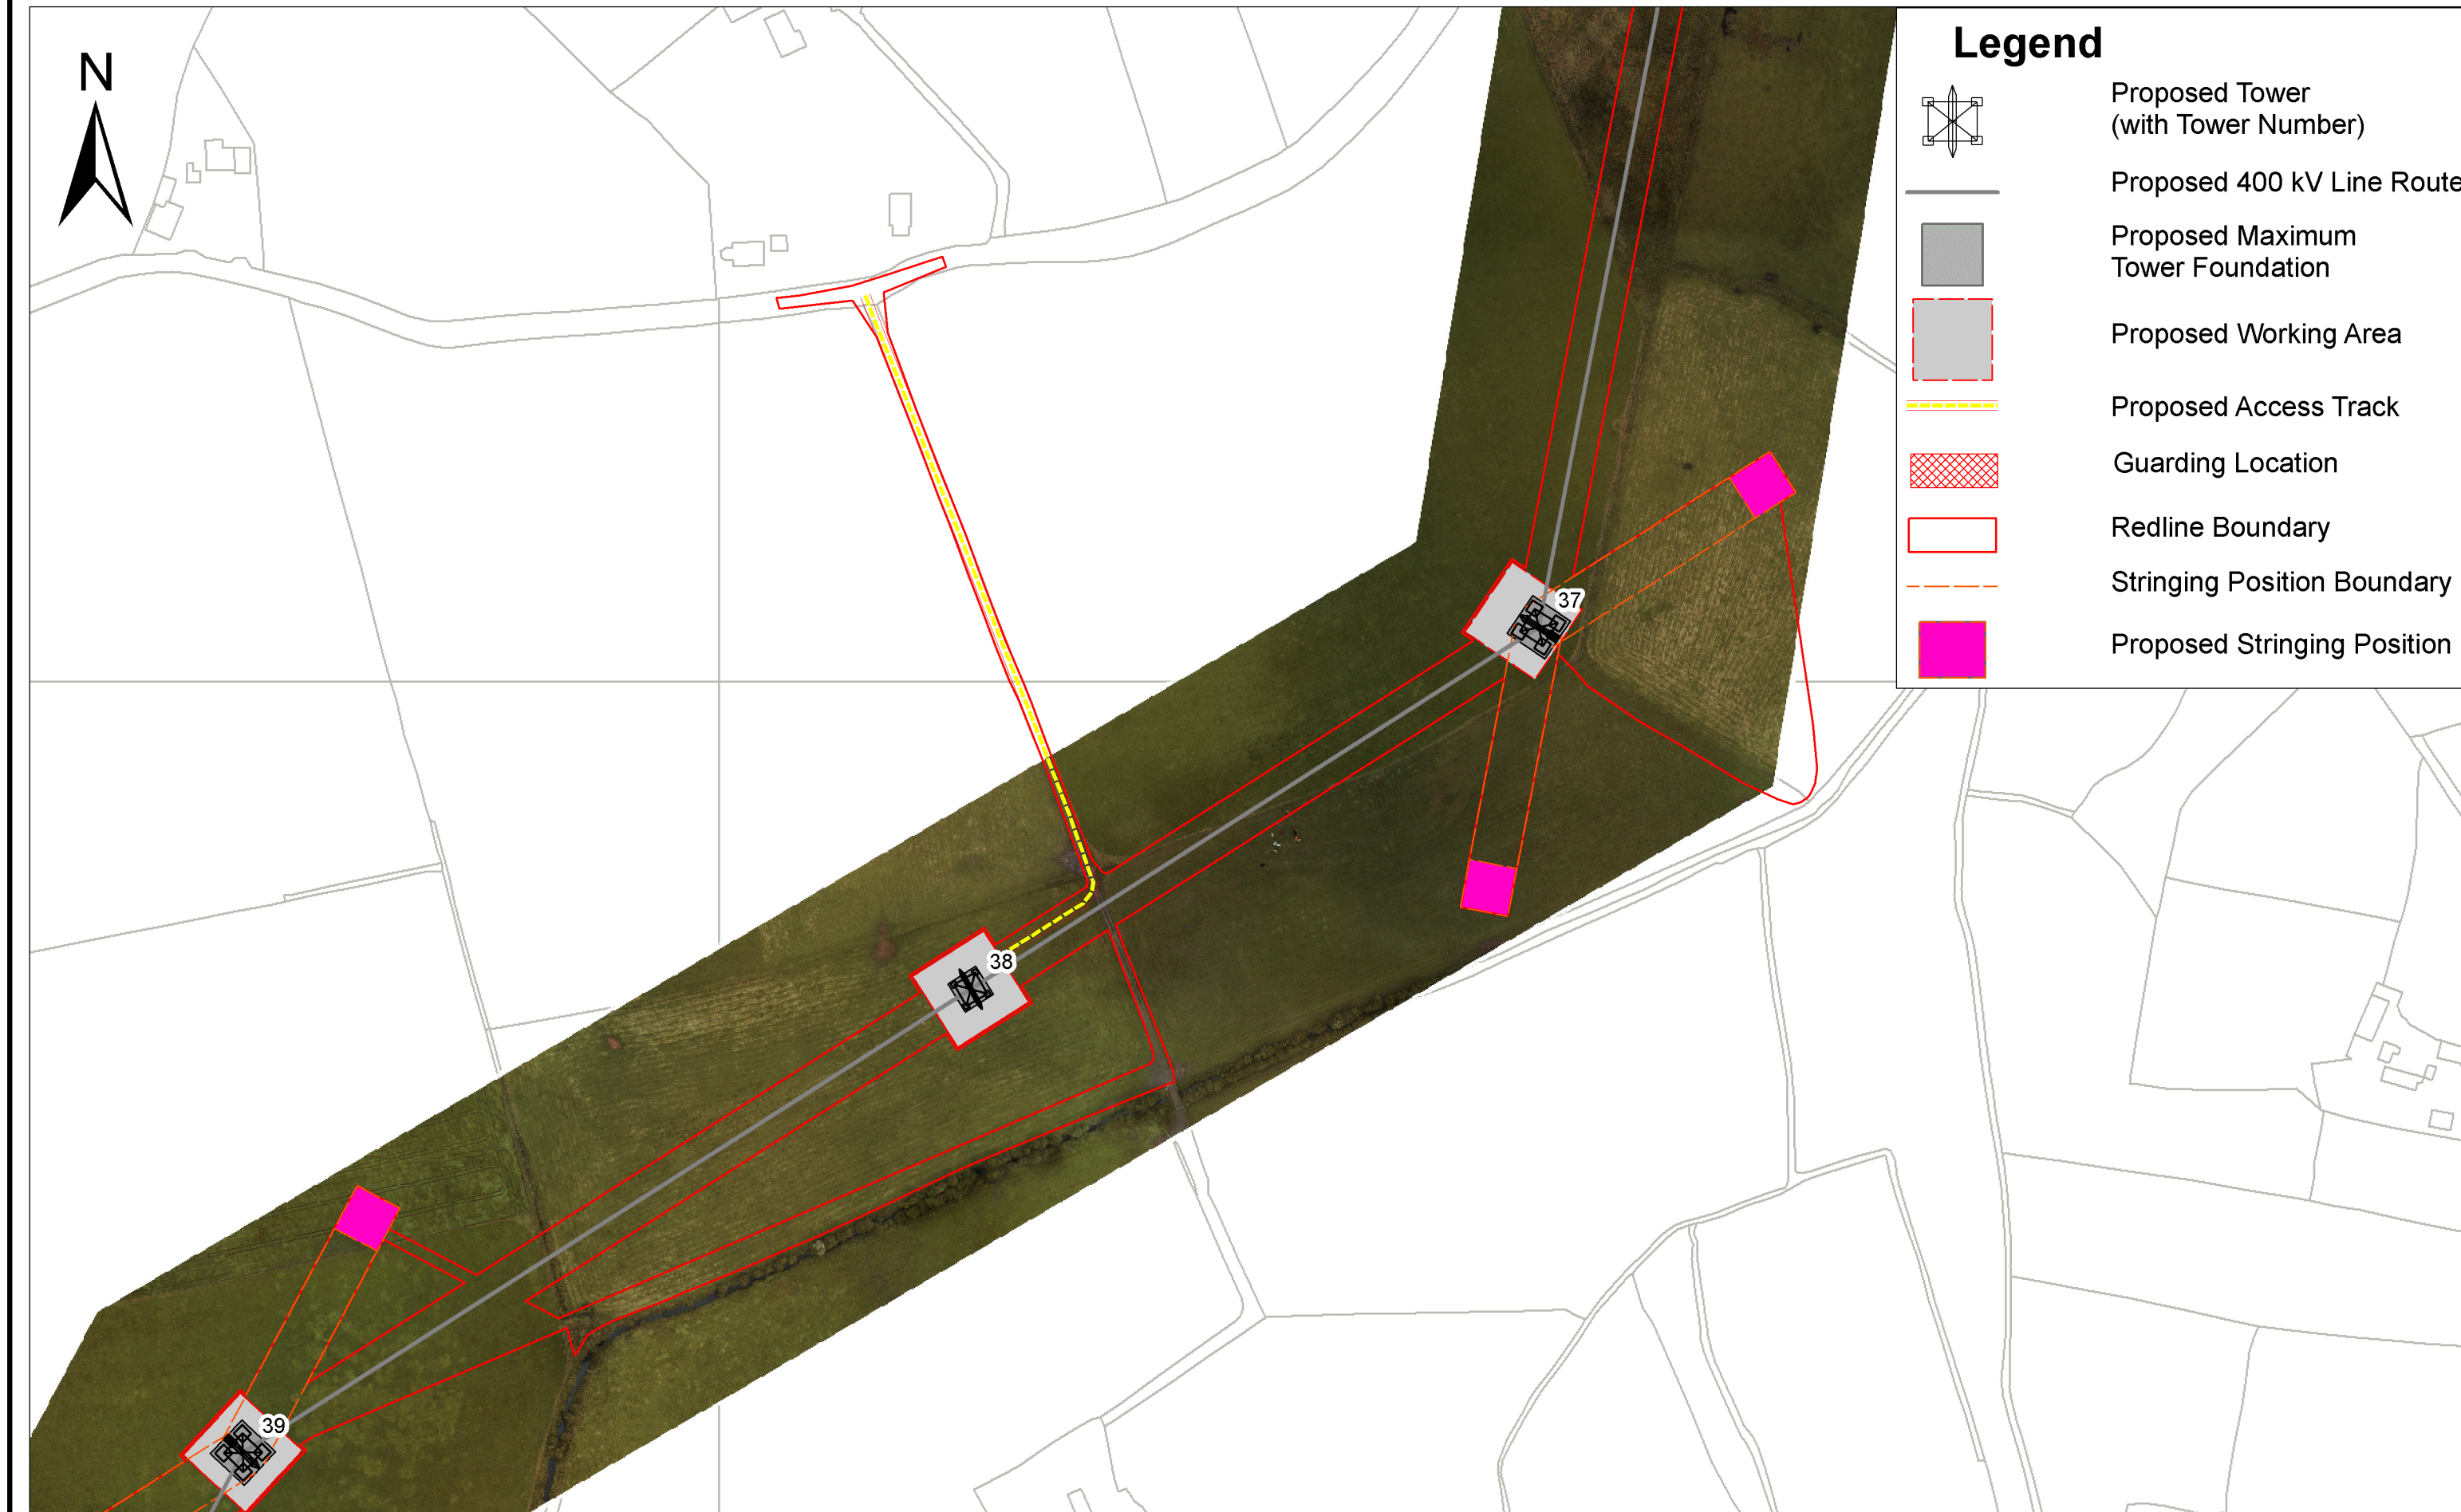 N
Legend
Proposed Tower
(with Tower Number)
Proposed 400 kV Line Route
Proposed Maximum
Tower Foundation
Proposed Working Area
Proposed Access Track
Guarding Location
Redline Boundary
Stringing Position Boundary
Proposed Stringing Position
37
38
39